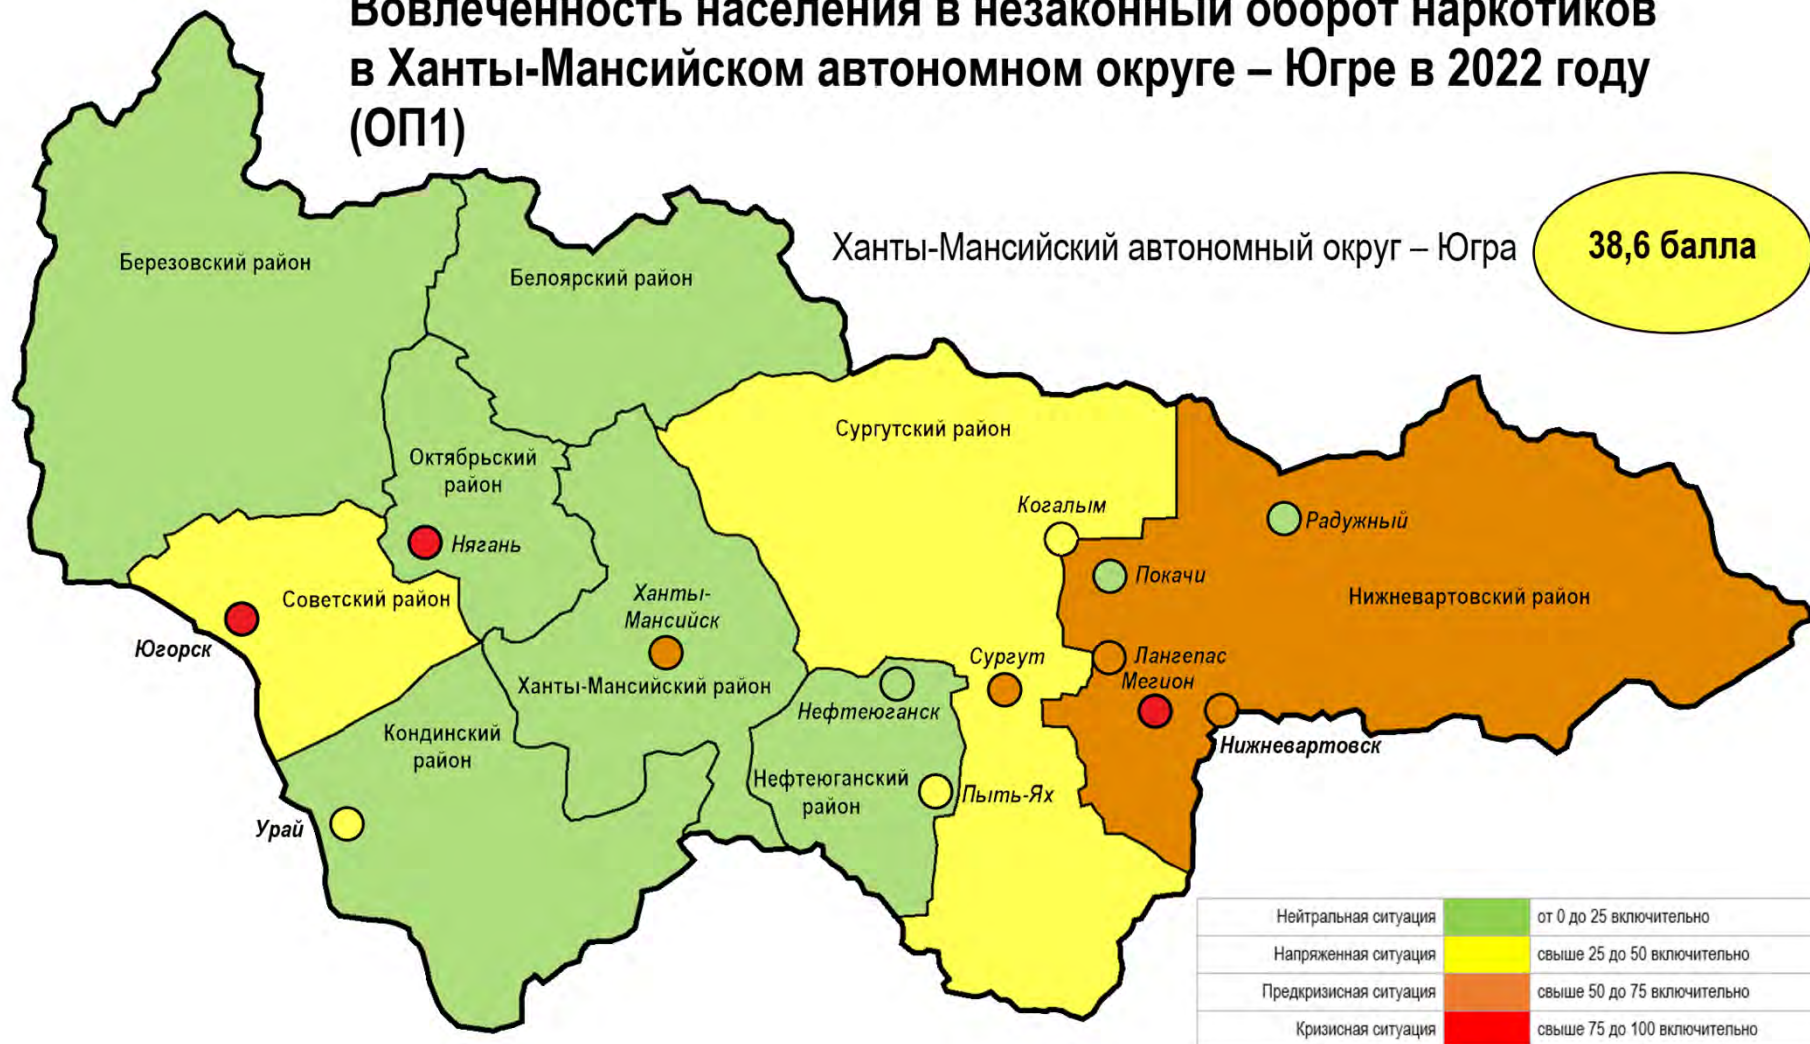 Вовлеченность населения в незаконный оборот наркотиков
в Ханты-Мансийском автономном округе – Югре в 2022 году
(ОП1)
Ханты-Мансийский автономный округ – Югра
38,6 балла
Березовский район
Белоярский район
Октябрьский
район
Нягань
Сургутский район
Когалым
Радужный
Покачи
Нижневартовский район
Советский район
Югорск
Ханты-
Мансийск
Ханты-Мансийский район
Сургут
Лангепас
Мегион
Нефтеюганск
Нижневартовск
Кондинский
район
Нефтеюганский
район
Пыть-Ях
Урай
Нейтральная ситуация от 0 до 25 включительно
Напряженная ситуация свыше 25 до 50 включительно
Предкризисная ситуация свыше 50 до 75 включительно
Кризисная ситуация свыше 75 до 100 включительно